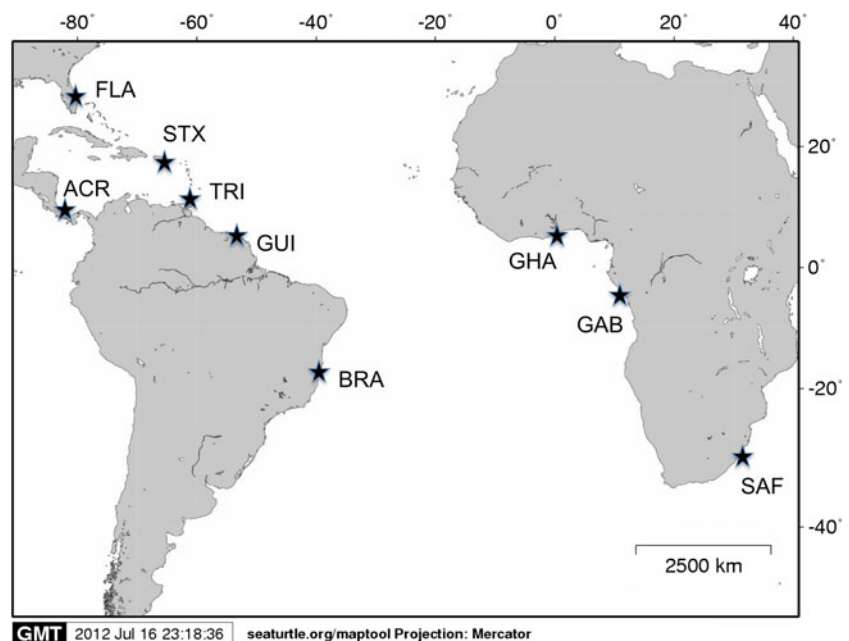 -80° -60° -40° -20° 0° 20° 40°
FLA
STX
20°
ACR
TRI
GUI
GHA
0°
GAB
BRA
-20°
SAF
-40°
2500 km
GMT 2012 Jul 16 23:18:36 seaturtle.org/maptool Projection: Mercator